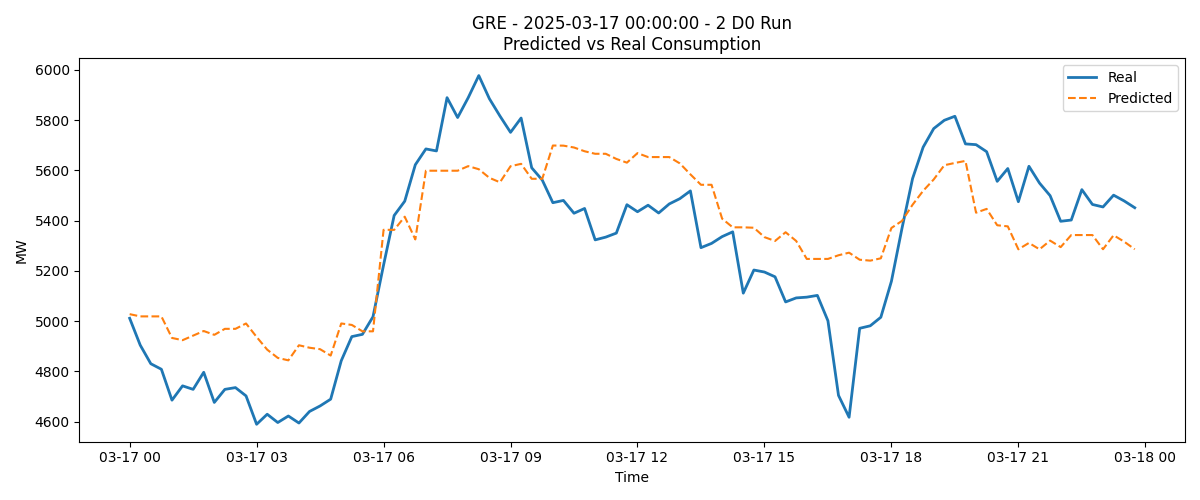 GRE - 2025-03-17 00:00:00 - 2 D0 Run
Predicted vs Real Consumption
Real
Predicted
MW
6000
5800
5600
5400
5200
5000
4800
4600
03-17 00
03-17 03
03-17 06
03-17 09
03-17 12
03-17 15
03-17 18
03-17 21
03-18 00
Time